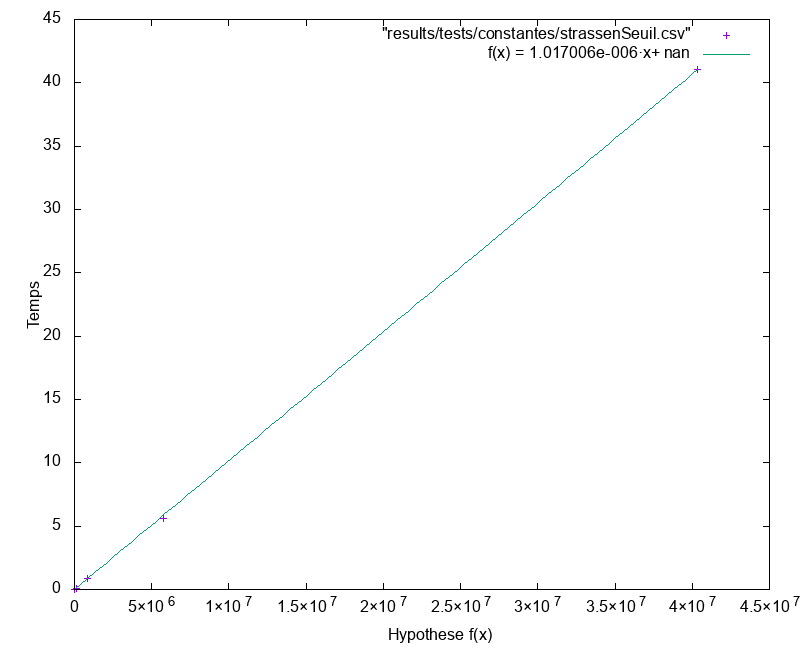 "results/tests/constantes/strassenSeuil.csv"
f(x) = 1.017006e-006·x+ nan
45
40
35
30
25
20
15
10
5
0
Temps
0 5×10⁶ 1×10⁷ 1.5×10⁷ 2×10⁷ 2.5×10⁷ 3×10⁷ 3.5×10⁷ 4×10⁷ 4.5×10⁷
Hypothese f(x)